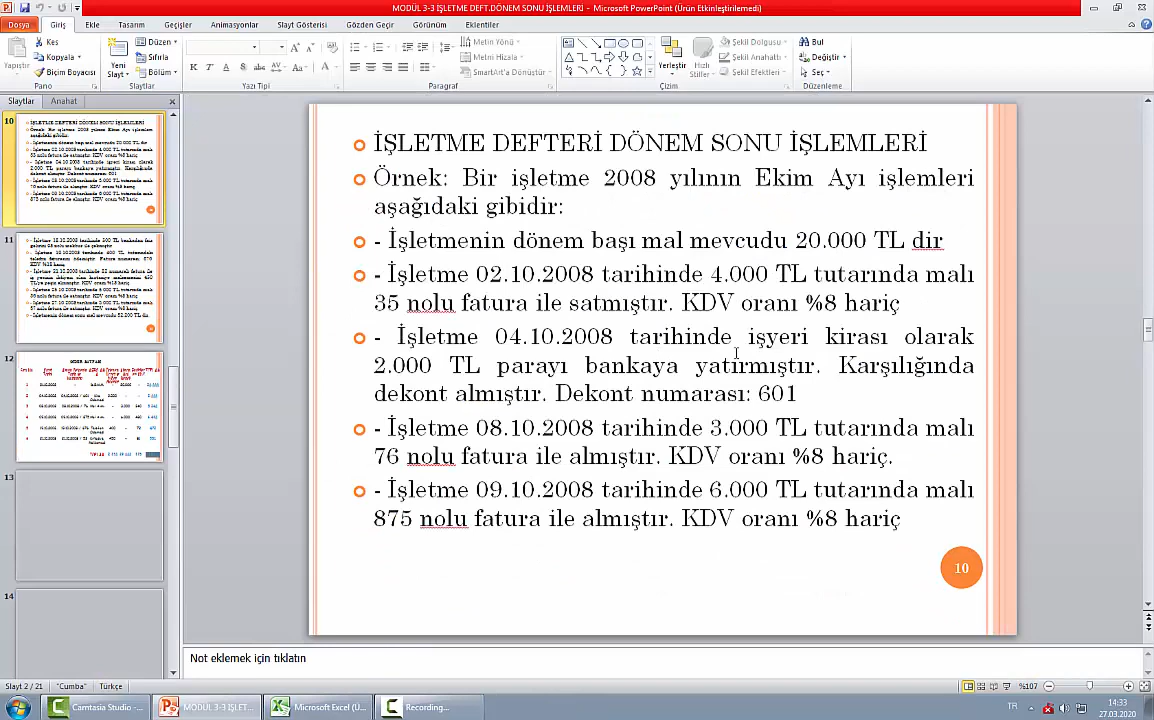 MODÜL 3-3 İŞLETME DEFT.DÖNEM SONU İŞLEMLERİ - Microsoft PowerPoint (Ürün Etkinleştirilemedi)
Dosya Giriş Ekle Tasarım Geçişler Animasyonlar Slayt Gösterisi Gözden Geçir Görünüm Eklentiler
Yapıştır
Kes
Kopyala
Biçim Boyacısı
Pano
Yeni Slayt
Düzen
Sıfırla
Bölüm
Slaytlar
Yazı Tipi
Metin Yönü
Metni Hizala
SmartArt'a Dönüştür
Paragraf
Yerleştir
Hızlı Stiller
Şekil Dolgusu
Şekil Anahattı
Şekil Efektleri
Çizim
Bul
Değiştir
Seç
Düzenleme
Slaytlar Anahat
10
11
12
13
14
İŞLETME DEFTERİ DÖNEM SONU İŞLEMLERİ
Örnek: Bir işletme 2008 yılının Ekim Ayı işlemleri
aşağıdaki gibidir:
- İşletmenin dönem başı mal mevcudu 20.000 TL dir
- İşletme 02.10.2008 tarihinde 4.000 TL tutarında malı
35 nolu fatura ile satmıştır. KDV oranı %8 hariç
- İşletme 04.10.2008 tarihinde işyeri kirası olarak
2.000 TL parayı bankaya yatırmıştır. Karşılığında
dekont almıştır. Dekont numarası: 601
- İşletme 08.10.2008 tarihinde 3.000 TL tutarında malı
76 nolu fatura ile almıştır. KDV oranı %8 hariç.
- İşletme 09.10.2008 tarihinde 6.000 TL tutarında malı
875 nolu fatura ile almıştır. KDV oranı %8 hariç
10
Not eklemek için tıklatın
Slayt 2 / 21 "Cumba" Türkçe %107
Camtasia Studio - ... MODÜL 3-3 İŞLET... Microsoft Excel (Ü... Recording...
TR 14:33
27.03.2020